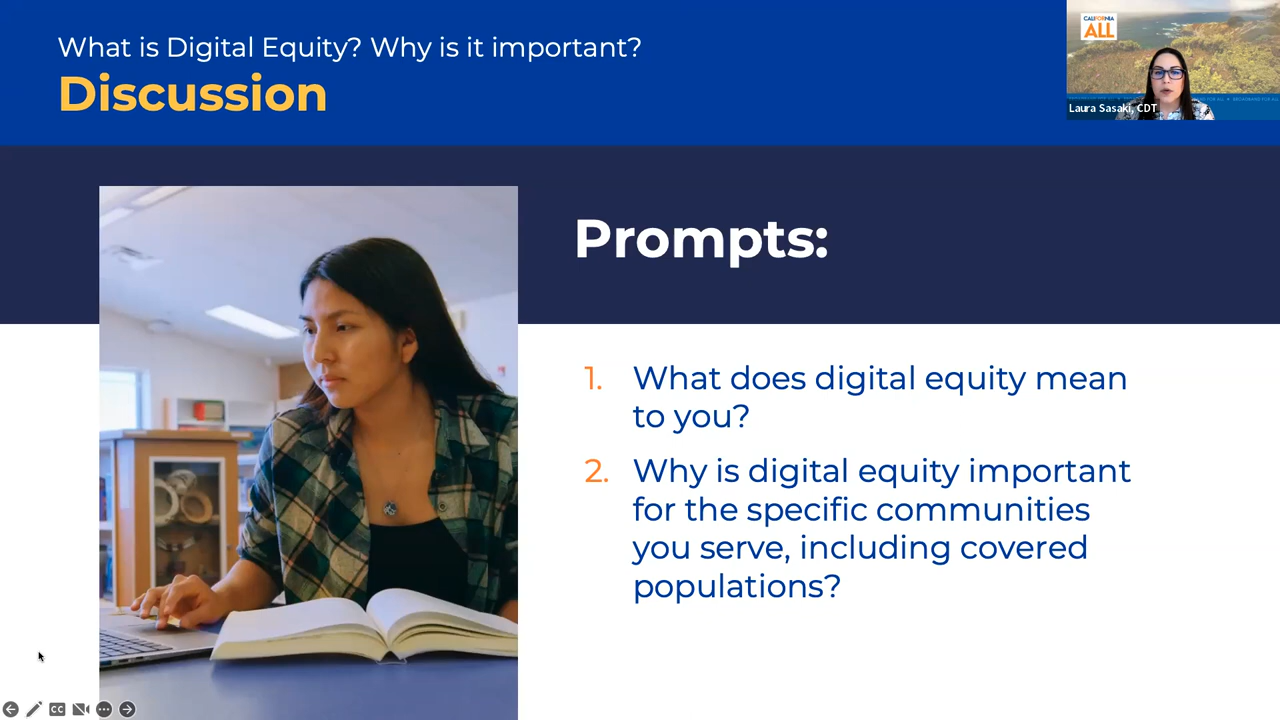 What is Digital Equity? Why is it important?
Discussion
CALIFORNIA
ALL
Laura Sasaki, CDT
Prompts:
1. What does digital equity mean
to you?
2. Why is digital equity important
for the specific communities
you serve, including covered
populations?
CC